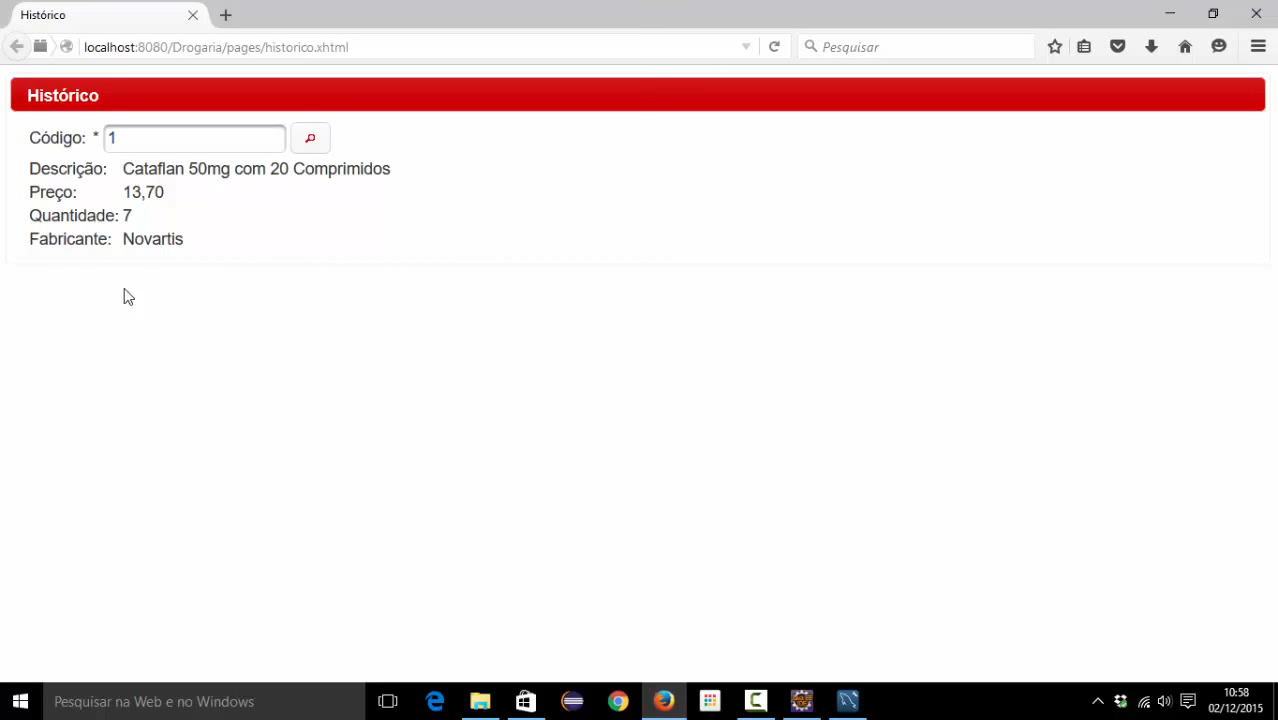 Histórico
localhost:8080/Drogaria/pages/historico.xhtml
Pesquisar
Histórico
Código: * 1
Descrição: Cataflan 50mg com 20 Comprimidos
Preço: 13,70
Quantidade: 7
Fabricante: Novartis
Pesquisar na Web e no Windows
10:58
02/12/2015